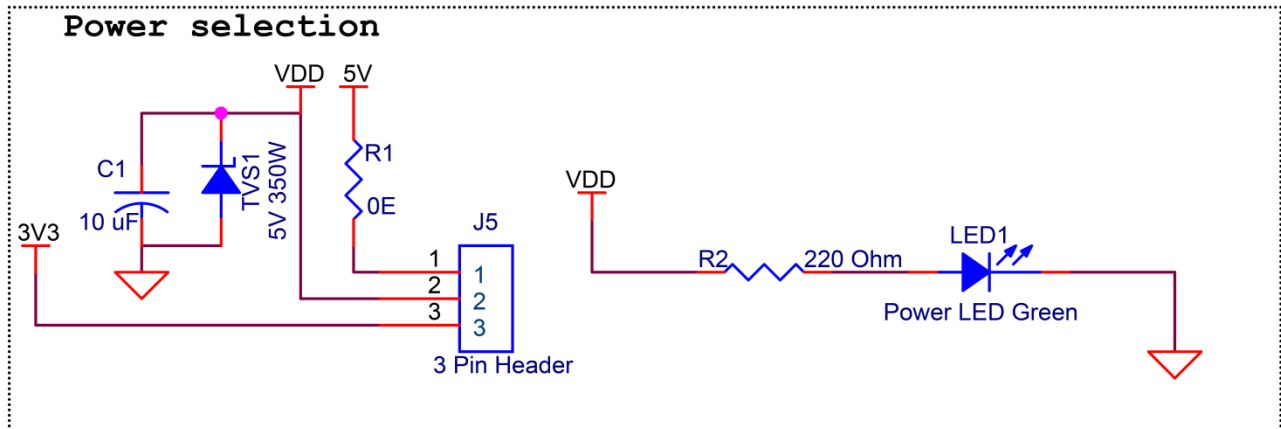 Power selection
VDD
5V
C1
10 uF
TVS1
5V 350W
R1
0E
3V3
J5
1
1
2
2
3
3
3 Pin Header
VDD
R2
220 Ohm
LED1
Power LED Green